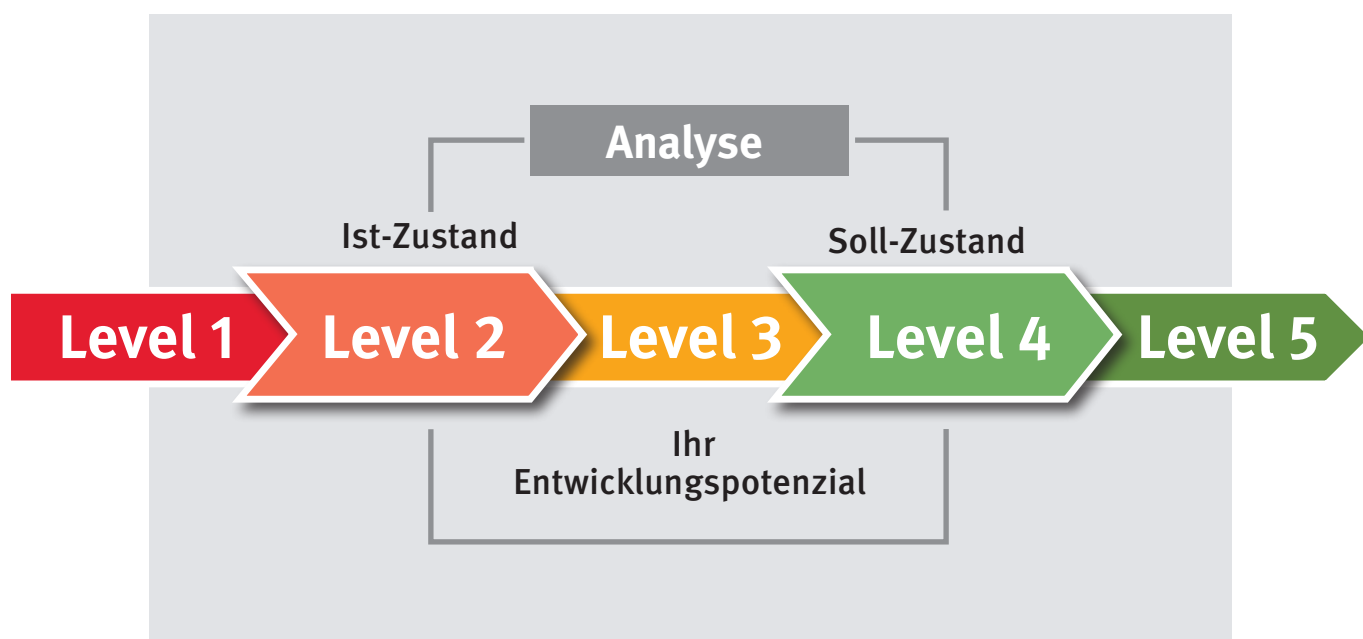 Analyse
Ist-Zustand
Soll-Zustand
Level 1
Level 2
Level 3
Level 4
Level 5
Ihr
Entwicklungspotenzial